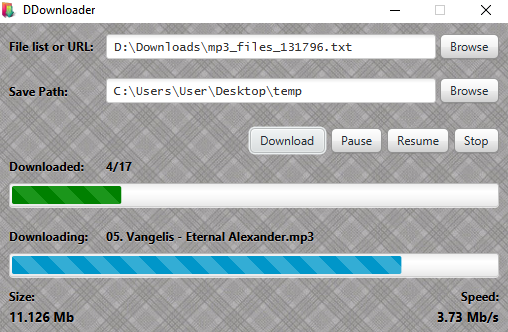 DDownloader
File list or URL: D:\Downloads\mp3_files_131796.txt Browse
Save Path: C:\Users\User\Desktop\temp Browse
Download Pause Resume Stop
Downloaded: 4/17
Downloading: 05. Vangelis - Eternal Alexander.mp3
Size: Speed:
11.126 Mb 3.73 Mb/s